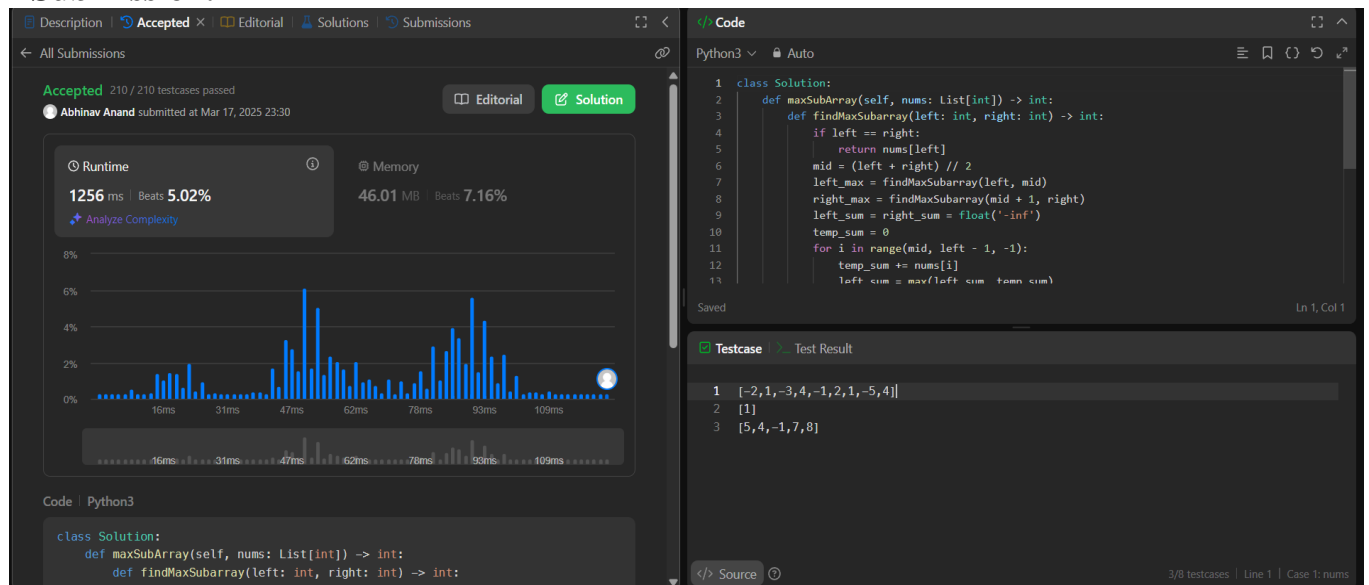 Description | Accepted × | Editorial | Solutions | Submissions
← All Submissions
Accepted 210 / 210 testcases passed
Abhinav Anand submitted at Mar 17, 2025 23:30
Editorial
Solution
Runtime
1256 ms | Beats 5.02%
Analyze Complexity
Memory
46.01 MB | Beats 7.16%
8%
6%
4%
2%
0%
16ms 31ms 47ms 62ms 78ms 93ms 109ms
16ms 31ms 47ms 62ms 78ms 93ms 109ms
Code | Python3
class Solution:
    def maxSubArray(self, nums: List[int]) -> int:
        def findMaxSubarray(left: int, right: int) -> int:
</> Code
Python3 Auto
1 class Solution:
2     def maxSubArray(self, nums: List[int]) -> int:
3         def findMaxSubarray(left: int, right: int) -> int:
4             if left == right:
5                 return nums[left]
6             mid = (left + right) // 2
7             left_max = findMaxSubarray(left, mid)
8             right_max = findMaxSubarray(mid + 1, right)
9             left_sum = right_sum = float('-inf')
10             temp_sum = 0
11             for i in range(mid, left - 1, -1):
12                 temp_sum += nums[i]
13                 left_sum = max(left_sum, temp_sum)
Saved
Ln 1, Col 1
Testcase | >_ Test Result
1 [-2,1,-3,4,-1,2,1,-5,4]
2 [1]
3 [5,4,-1,7,8]
</> Source
3/8 testcases | Line 1 | Case 1: nums